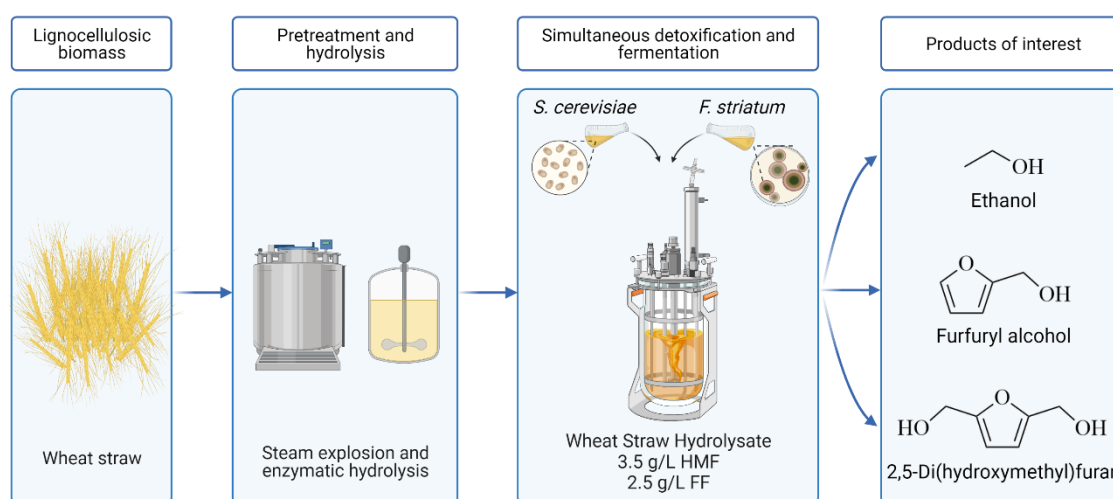 Lignocellulosic
biomass
Pretreatment and
hydrolysis
Simultaneous detoxification and
fermentation
Products of interest
Wheat straw
Steam explosion and
enzymatic hydrolysis
S. cerevisiae
F. striatum
Wheat Straw Hydrolysate
3.5 g/L HMF
2.5 g/L FF
OH
Ethanol
O
OH
Furfuryl alcohol
HO
O
OH
2,5-Di(hydroxymethyl)furan